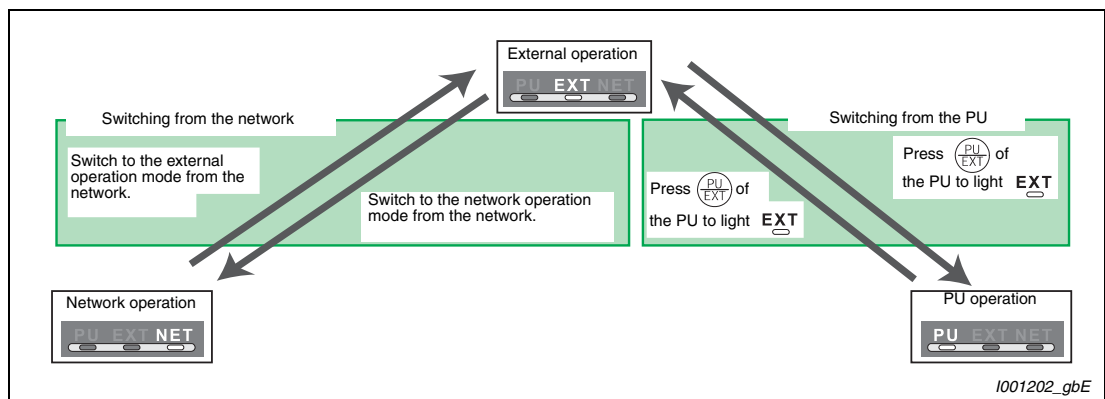 External operation
PU EXT NET
Switching from the network
Switch to the external
operation mode from the
network.
Switch to the network operation
mode from the network.
Switching from the PU
Press PU/EXT of
the PU to light EXT
Press PU/EXT of
the PU to light EXT
Network operation
PU EXT NET
PU operation
PU EXT NET
I001202_gbE